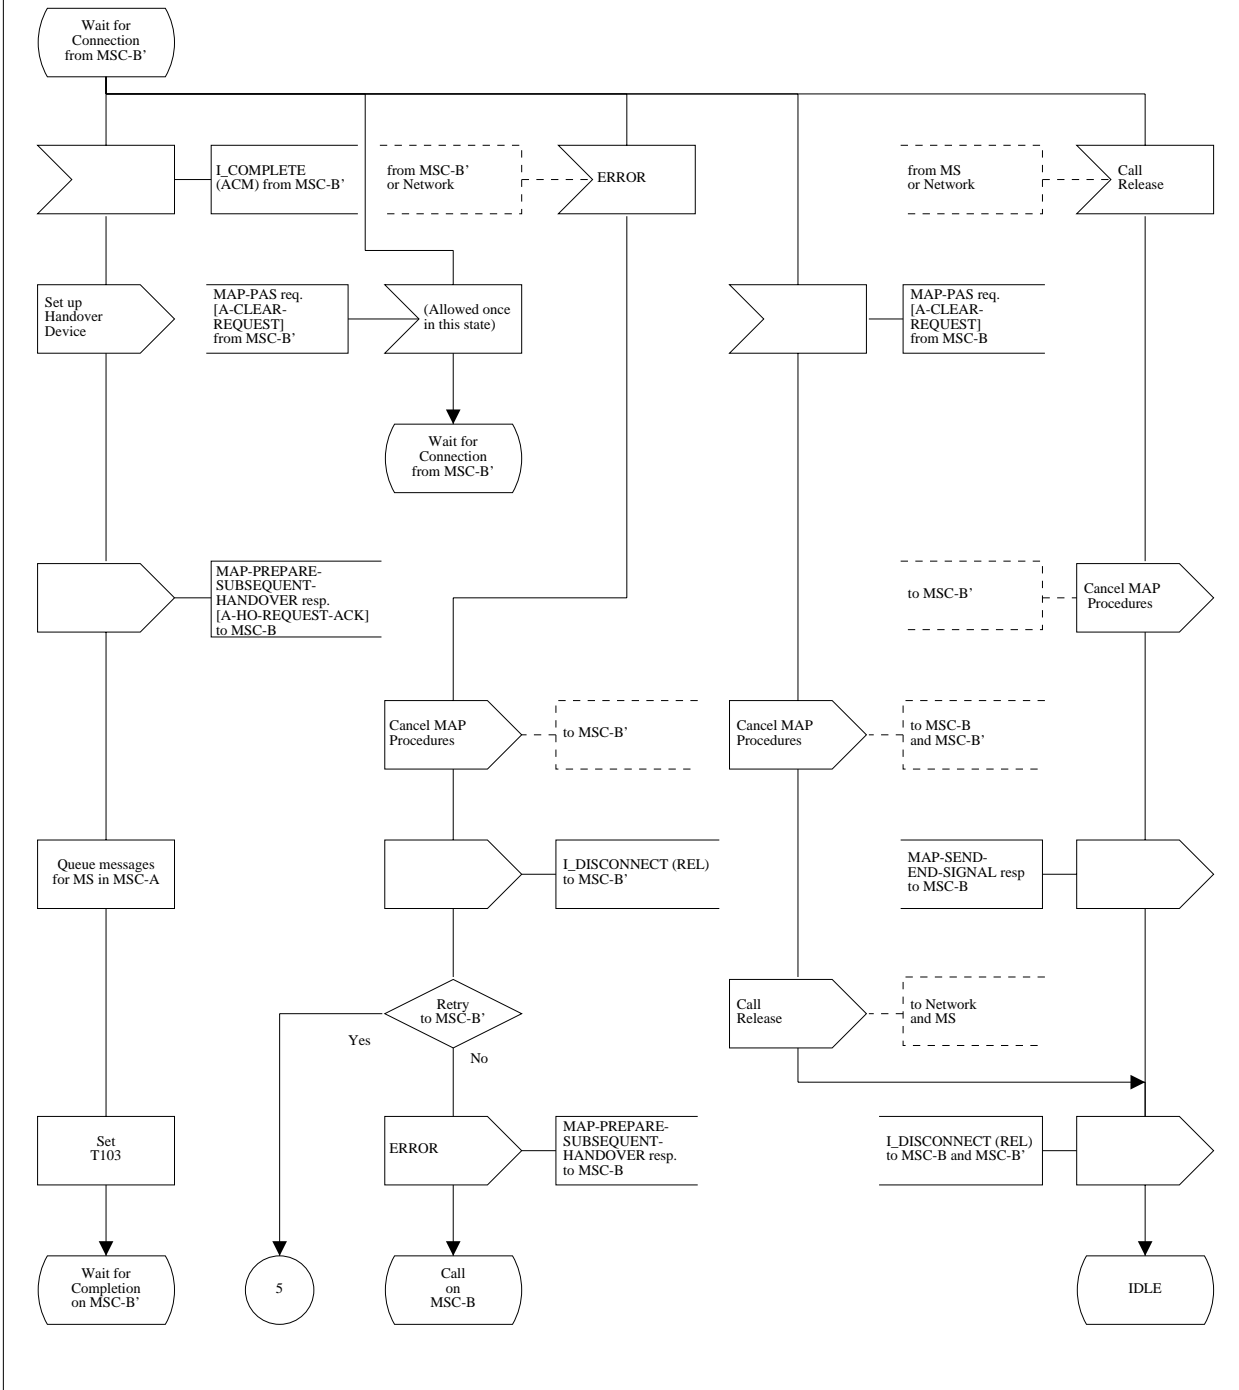 Wait for
Connection
from MSC-B’
I_COMPLETE
(ACM) from MSC-B’
from MSC-B’
or Network
ERROR
from MS
or Network
Call
Release
Set up
Handover
Device
MAP-PAS req.
[A-CLEAR-
REQUEST]
from MSC-B’
(Allowed once
in this state)
MAP-PAS req.
[A-CLEAR-
REQUEST]
from MSC-B
Wait for
Connection
from MSC-B’
MAP-PREPARE-
SUBSEQUENT-
HANDOVER resp.
[A-HO-REQUEST-ACK]
to MSC-B
to MSC-B’
Cancel MAP
Procedures
Cancel MAP
Procedures
to MSC-B’
Cancel MAP
Procedures
to MSC-B
and MSC-B’
Queue messages
for MS in MSC-A
I_DISCONNECT (REL)
to MSC-B’
MAP-SEND-
END-SIGNAL resp
to MSC-B
Retry
to MSC-B’
Yes
No
Call
Release
to Network
and MS
Set
T103
ERROR
MAP-PREPARE-
SUBSEQUENT-
HANDOVER resp.
to MSC-B
I_DISCONNECT (REL)
to MSC-B and MSC-B’
Wait for
Completion
on MSC-B’
5
Call
on
MSC-B
IDLE